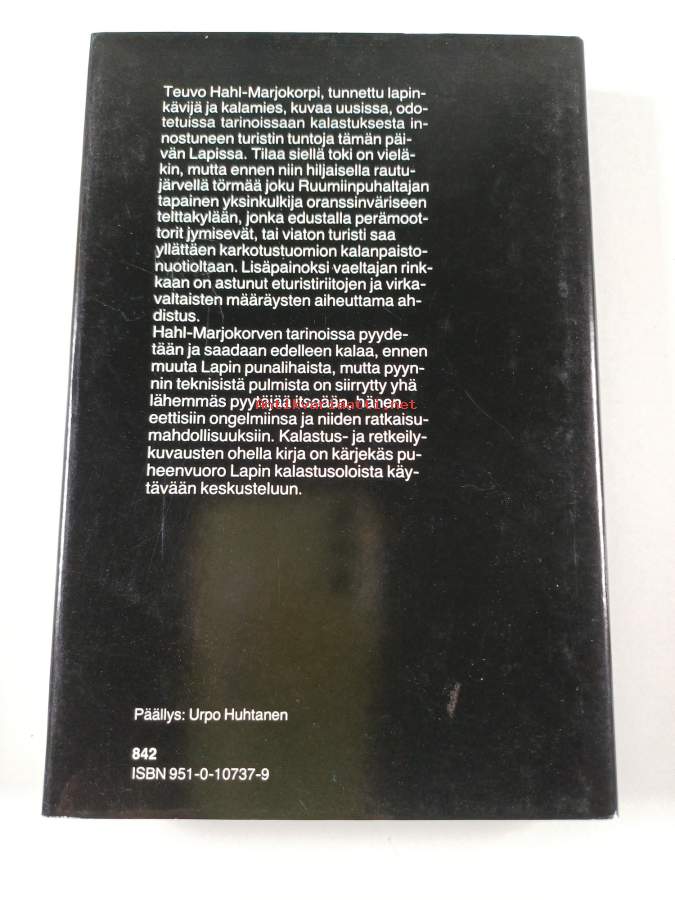 Teuvo Hahl-Marjokorpi, tunnettu lapin-
kävijä ja kalamies, kuvaa uusissa, odo-
tetuissa tarinoissaan kalastuksesta in-
nostuneen turistin tuntoja tämän päi-
vän Lapissa. Tilaa siellä toki on vielä-
kin, mutta ennen niin hiljaisella rautu-
järvellä törmää joku Ruumiinpuhaltajan
tapainen yksinkulkija oranssinväriseen
telttakylään, jonka edustalla perämoot-
torit jymisevät, tai viaton turisti saa
yllättäen karkotustuomion kalanpaisto-
nuotioltaan. Lisäpainoksi vaeltajan rink-
kaan on astunut eturistiriitojen ja virka-
valtaisten määräysten aiheuttama ah-
distus.
Hahl-Marjokorven tarinoissa pyyde-
tään ja saadaan edelleen kalaa, ennen
muuta Lapin punalihaista, mutta pyyn-
nin teknisistä pulmista on siirrytty yhä
lähemmäs pyytäjää itseään, hänen
antikvariaatti.net
eettisiin ongelmiinsa ja niiden ratkaisu-
mahdollisuuksiin. Kalastus- ja retkeily-
kuvausten ohella kirja on kärjekäs pu-
heenvuoro Lapin kalastusoloista käy-
tävään keskusteluun.
Päällys: Urpo Huhtanen
842
ISBN 951-0-10737-9